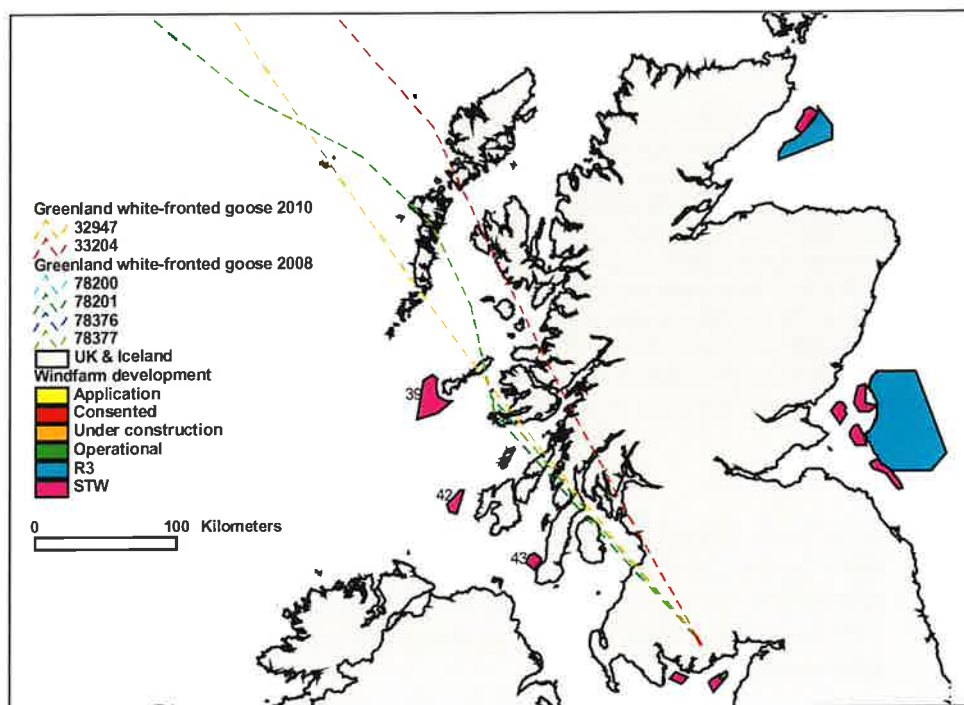 Greenland white-fronted goose 2010
32947
33204
Greenland white-fronted goose 2008
78200
78201
78376
78377
UK & Iceland
Windfarm development
Application
Consented
Under construction
Operational
R3
STW
0 100 Kilometers
39
42
43